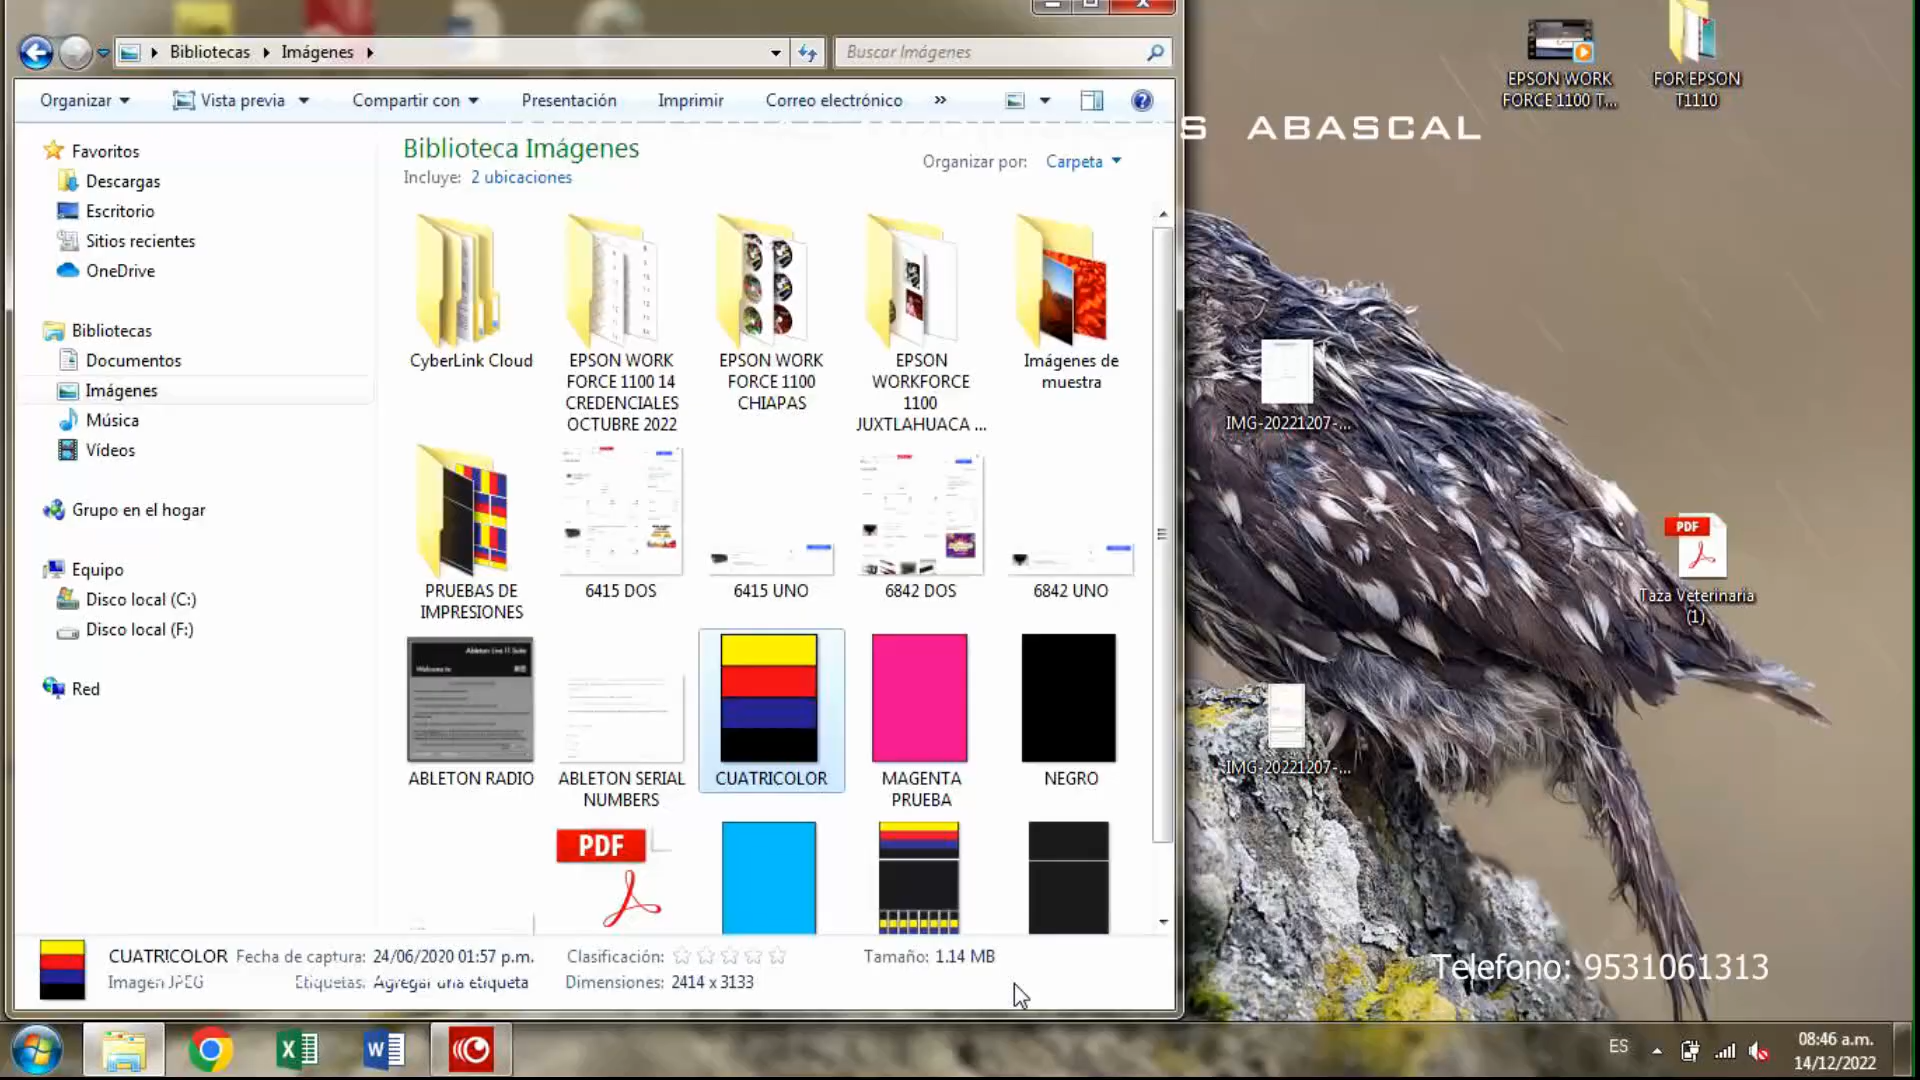 Bibliotecas
Imágenes
Buscar Imágenes
Organizar
Vista previa
Compartir con
Presentación
Imprimir
Correo electrónico
»
S ABASCAL
EPSON WORK
FORCE 1100 T...
FOR EPSON
T1110
Favoritos
Descargas
Escritorio
Sitios recientes
OneDrive
Bibliotecas
Documentos
Imágenes
Música
Vídeos
Grupo en el hogar
Equipo
Disco local (C:)
Disco local (F:)
Red
Biblioteca Imágenes
Incluye: 2 ubicaciones
Organizar por: Carpeta
CyberLink Cloud
EPSON WORK
FORCE 1100 14
CREDENCIALES
OCTUBRE 2022
EPSON WORK
FORCE 1100
CHIAPAS
EPSON
WORKFORCE
1100
JUXTLAHUACA ...
Imágenes de
muestra
PRUEBAS DE
IMPRESIONES
6415 DOS
6415 UNO
6842 DOS
6842 UNO
Ableton Live 11 Suite
Welcome to
ABLETON RADIO
ABLETON SERIAL
NUMBERS
CUATRICOLOR
MAGENTA
PRUEBA
NEGRO
PDF
IMG-20221207-...
PDF
Taza Veterinaria
(1)
IMG-20221207-...
CUATRICOLOR
Fecha de captura: 24/06/2020 01:57 p.m.
Clasificación:
Tamaño: 1.14 MB
Imagen JPEG
Etiquetas: Agregar una etiqueta
Dimensiones: 2414 x 3133
Telefono: 9531061313
ES
08:46 a.m.
14/12/2022